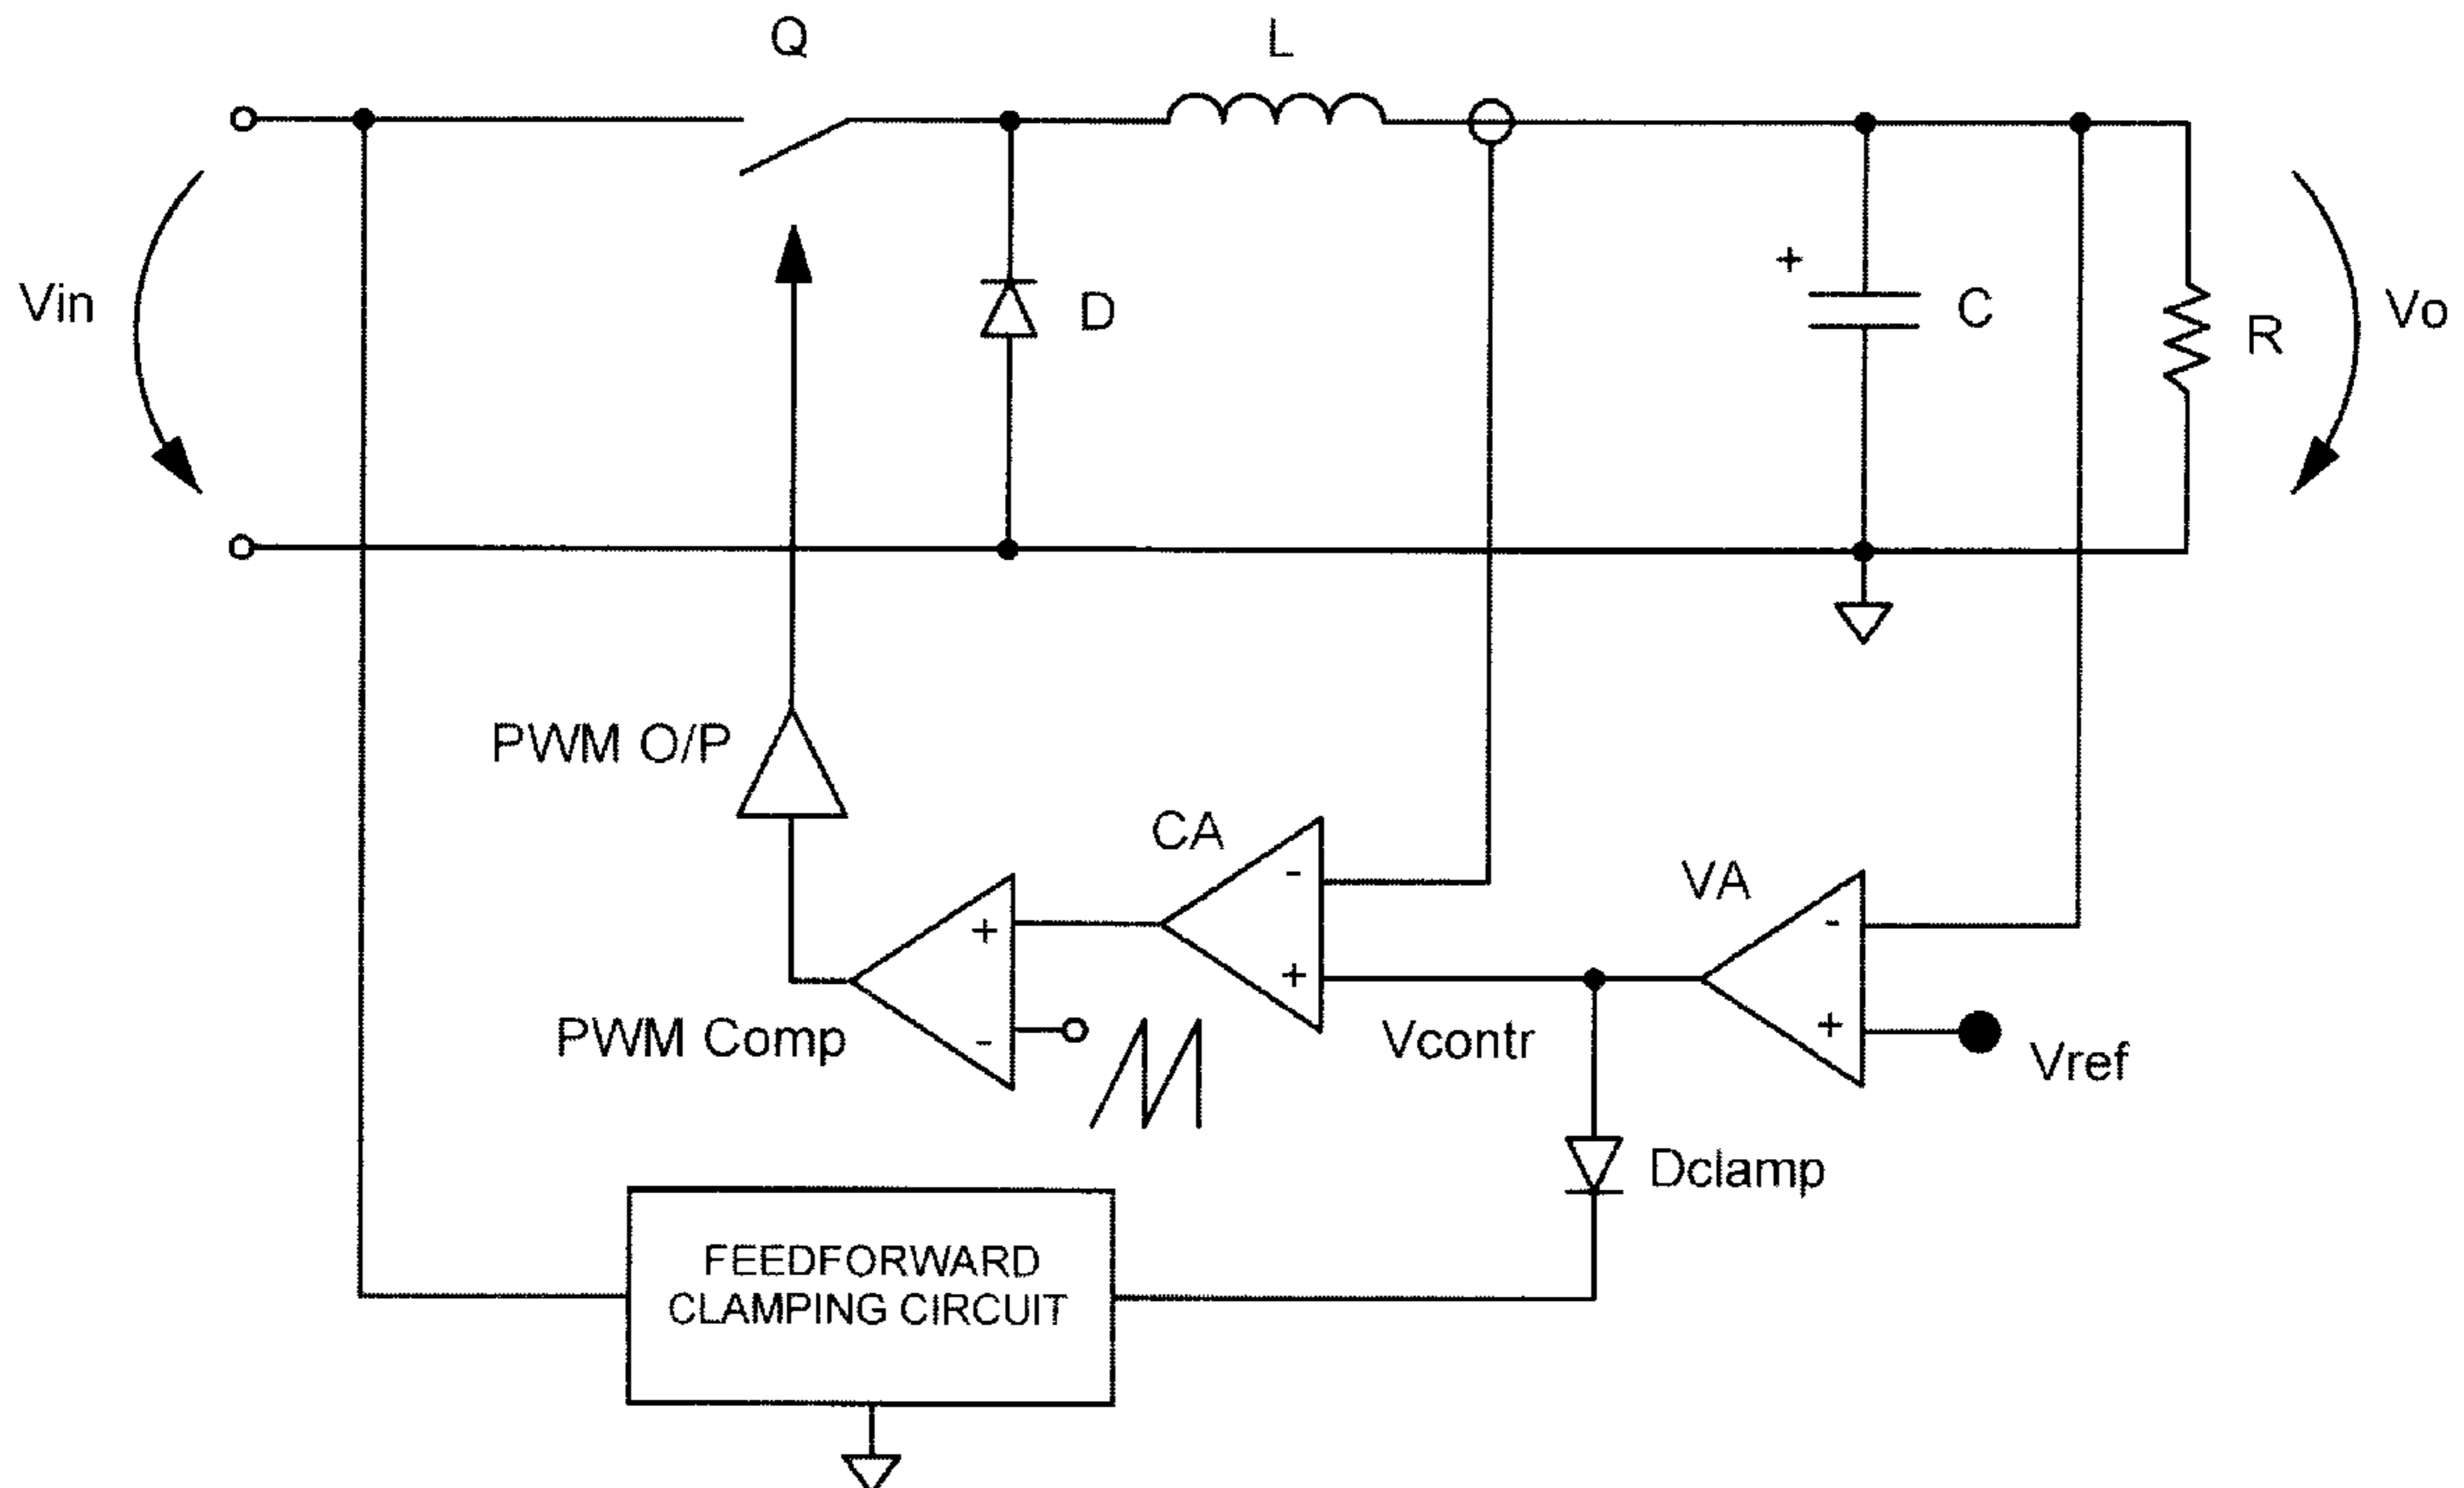 Q
L
Vin
+
D
C
R
Vo
PWM O/P
CA
-
VA
-
+
+
+
-
PWM Comp
Vcontr
Vref
Dclamp
FEEDFORWARD
CLAMPING CIRCUIT